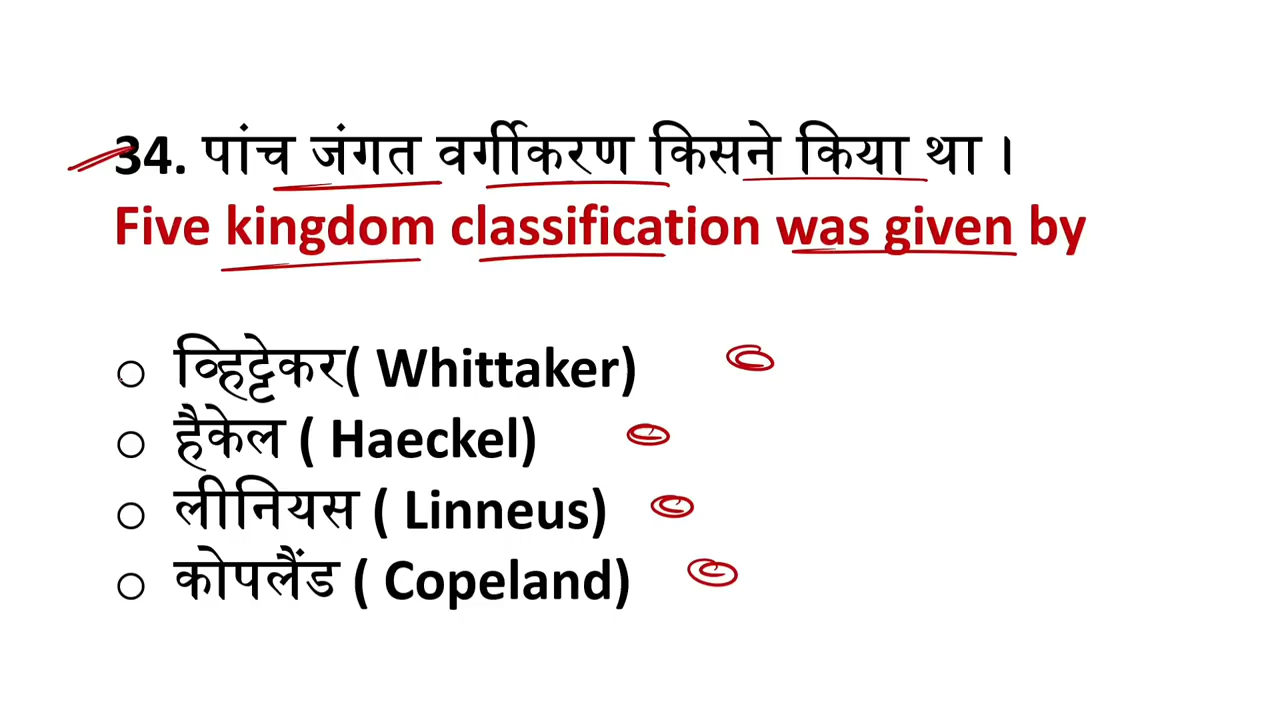 34. पांच जंगत वर्गीकरण किसने किया था ।
Five kingdom classification was given by
○ व्हिट्टेकर( Whittaker)
○ हैकेल ( Haeckel)
○ लीनियस ( Linneus)
○ कोपलैंड ( Copeland)